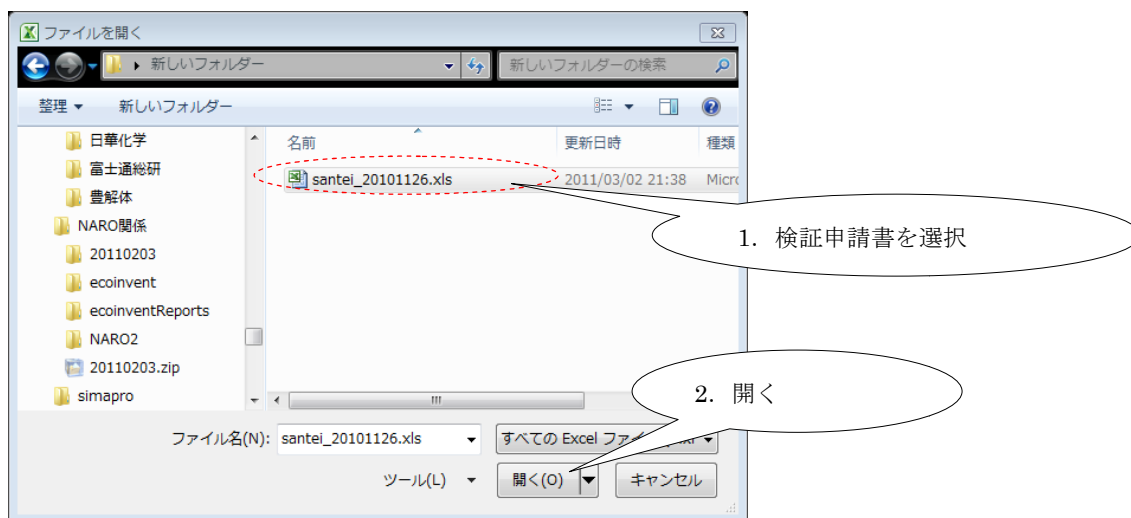 ファイルを開く
新しいフォルダー
新しいフォルダーの検索
整理
新しいフォルダー
日華化学
富士通総研
豊解体
NARO関係
20110203
ecoinvent
ecoinventReports
NARO2
20110203.zip
simapro
名前 更新日時 種類
santei_20101126.xls 2011/03/02 21:38 Micro
1. 検証申請書を選択
2. 開く
ファイル名(N): santei_20101126.xls すべての Excel ファイル
ツール(L) 開く(O) キャンセル